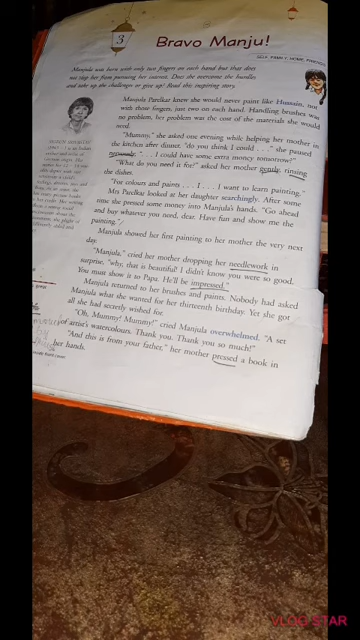 3
Bravo Manju!
SELF, FAMILY, HOME, FRIENDS
Manjula was born with only two fingers on each hand but that does
not stop her from pursuing her interest. Does she overcome the hurdles
and take up the challenges or give up? Read this inspiring story.
Manjula Pardkar knew she would never paint like Hussain, not
with those fingers, just two on each hand. Handling brushes was
no problem, her problem was the cost of the materials she would
need.
"Mummy," she asked one evening while helping her mother in
the kitchen after dinner, "do you think I could . . ." she paused
nervously. ". . . I could have some extra money tomorrow?"
"What do you need it for?" asked her mother gently, rinsing
the dishes.
"For colours and paints . . . I . . . I want to learn painting."
Mrs Pardkar looked at her daughter searchingly. After some
time she pressed some money into Manjula's hands. "Go ahead
and buy whatever you need, dear. Have fun and show me the
painting."
Manjula showed her first painting to her mother the very next
day.
"Manjula," cried her mother dropping her needlework in
surprise, "why, that is beautiful! I didn't know you were so good.
You must show it to Papa. He'll be impressed."
Manjula returned to her brushes and paints. Nobody had asked
Manjula what she wanted for her thirteenth birthday. Yet she got
all she had secretly wished for.
"Oh, Mummy! Mummy!" cried Manjula overwhelmed. "A set
of artist's watercolours. Thank you. Thank you so much!"
"And this is from your father," her mother pressed a book in
her hands.
VLOG STAR